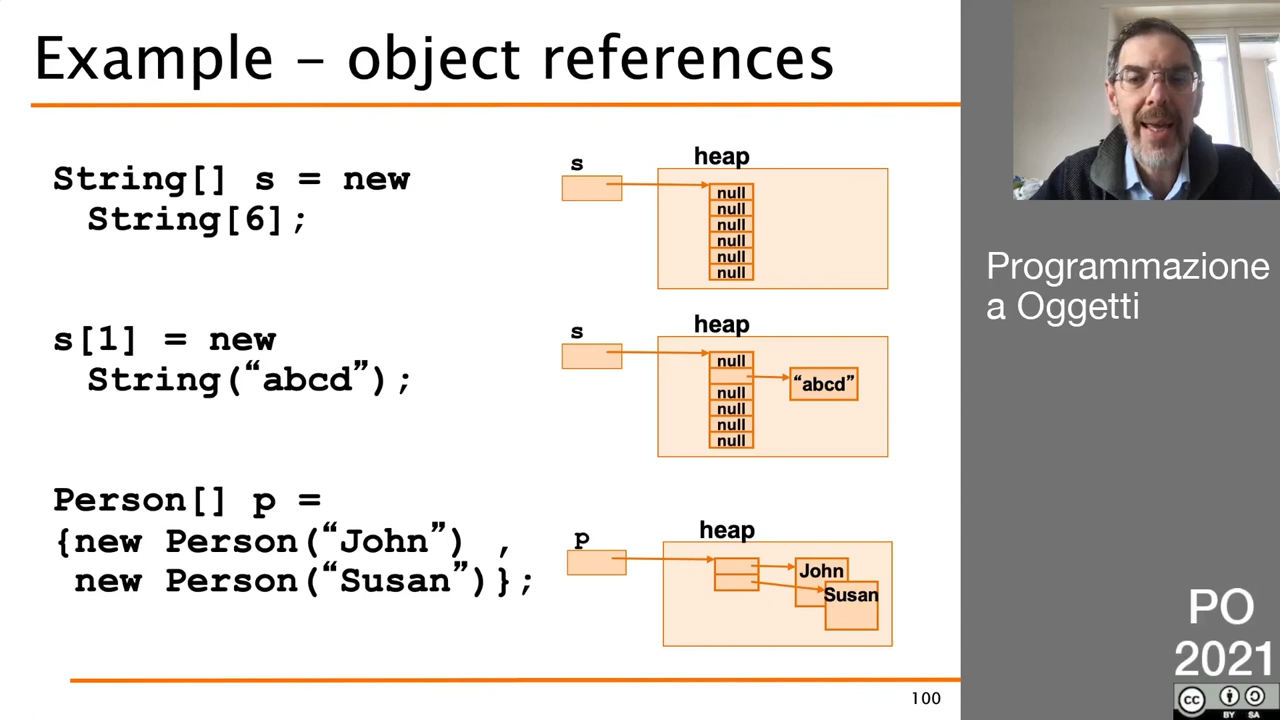 Example – object references
String[] s = new
String[6];
s
heap
null
null
null
null
null
null
s[1] = new
String(“abcd”);
s
heap
null
“abcd”
null
null
null
null
Person[] p =
{new Person(“John”) ,
new Person(“Susan”)};
p
heap
John
Susan
100
Programmazione
a Oggetti
PO
2021
cc
BY SA